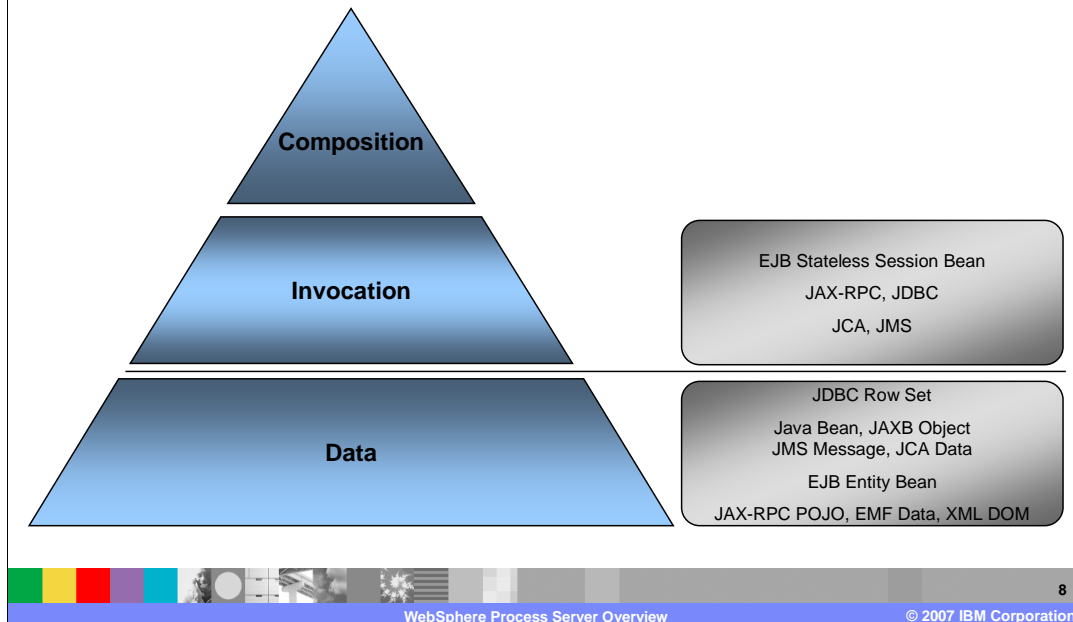 Composition
Invocation
EJB Stateless Session Bean
JAX-RPC, JDBC
JCA, JMS
Data
JDBC Row Set
Java Bean, JAXB Object
JMS Message, JCA Data
EJB Entity Bean
JAX-RPC POJO, EMF Data, XML DOM
8
WebSphere Process Server Overview
© 2007 IBM Corporation